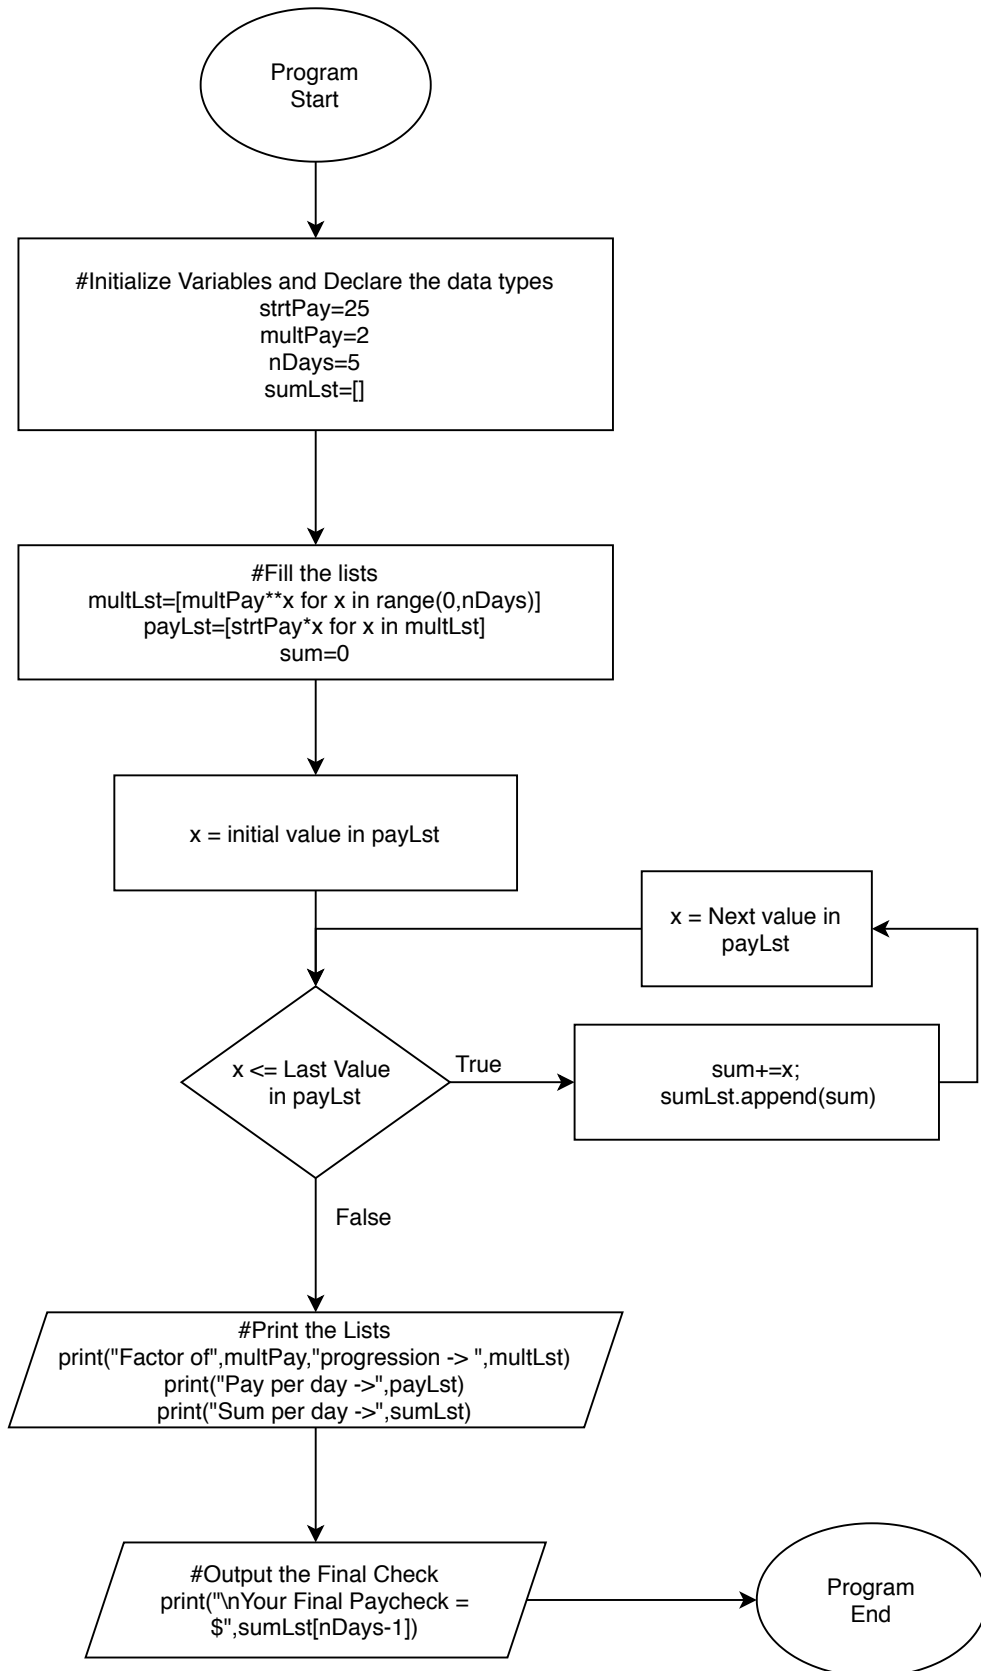 Program
Start
#Initialize Variables and Declare the data types
strtPay=25
multPay=2
nDays=5
sumLst=[]
#Fill the lists
multLst=[multPay**x for x in range(0,nDays)]
payLst=[strtPay*x for x in multLst]
sum=0
x = initial value in payLst
x = Next value in
payLst
x <= Last Value
in payLst
True
sum+=x;
sumLst.append(sum)
False
#Print the Lists
print("Factor of",multPay,"progression -> ",multLst)
print("Pay per day ->",payLst)
print("Sum per day ->",sumLst)
#Output the Final Check
print("\nYour Final Paycheck =
$",sumLst[nDays-1])
Program
End